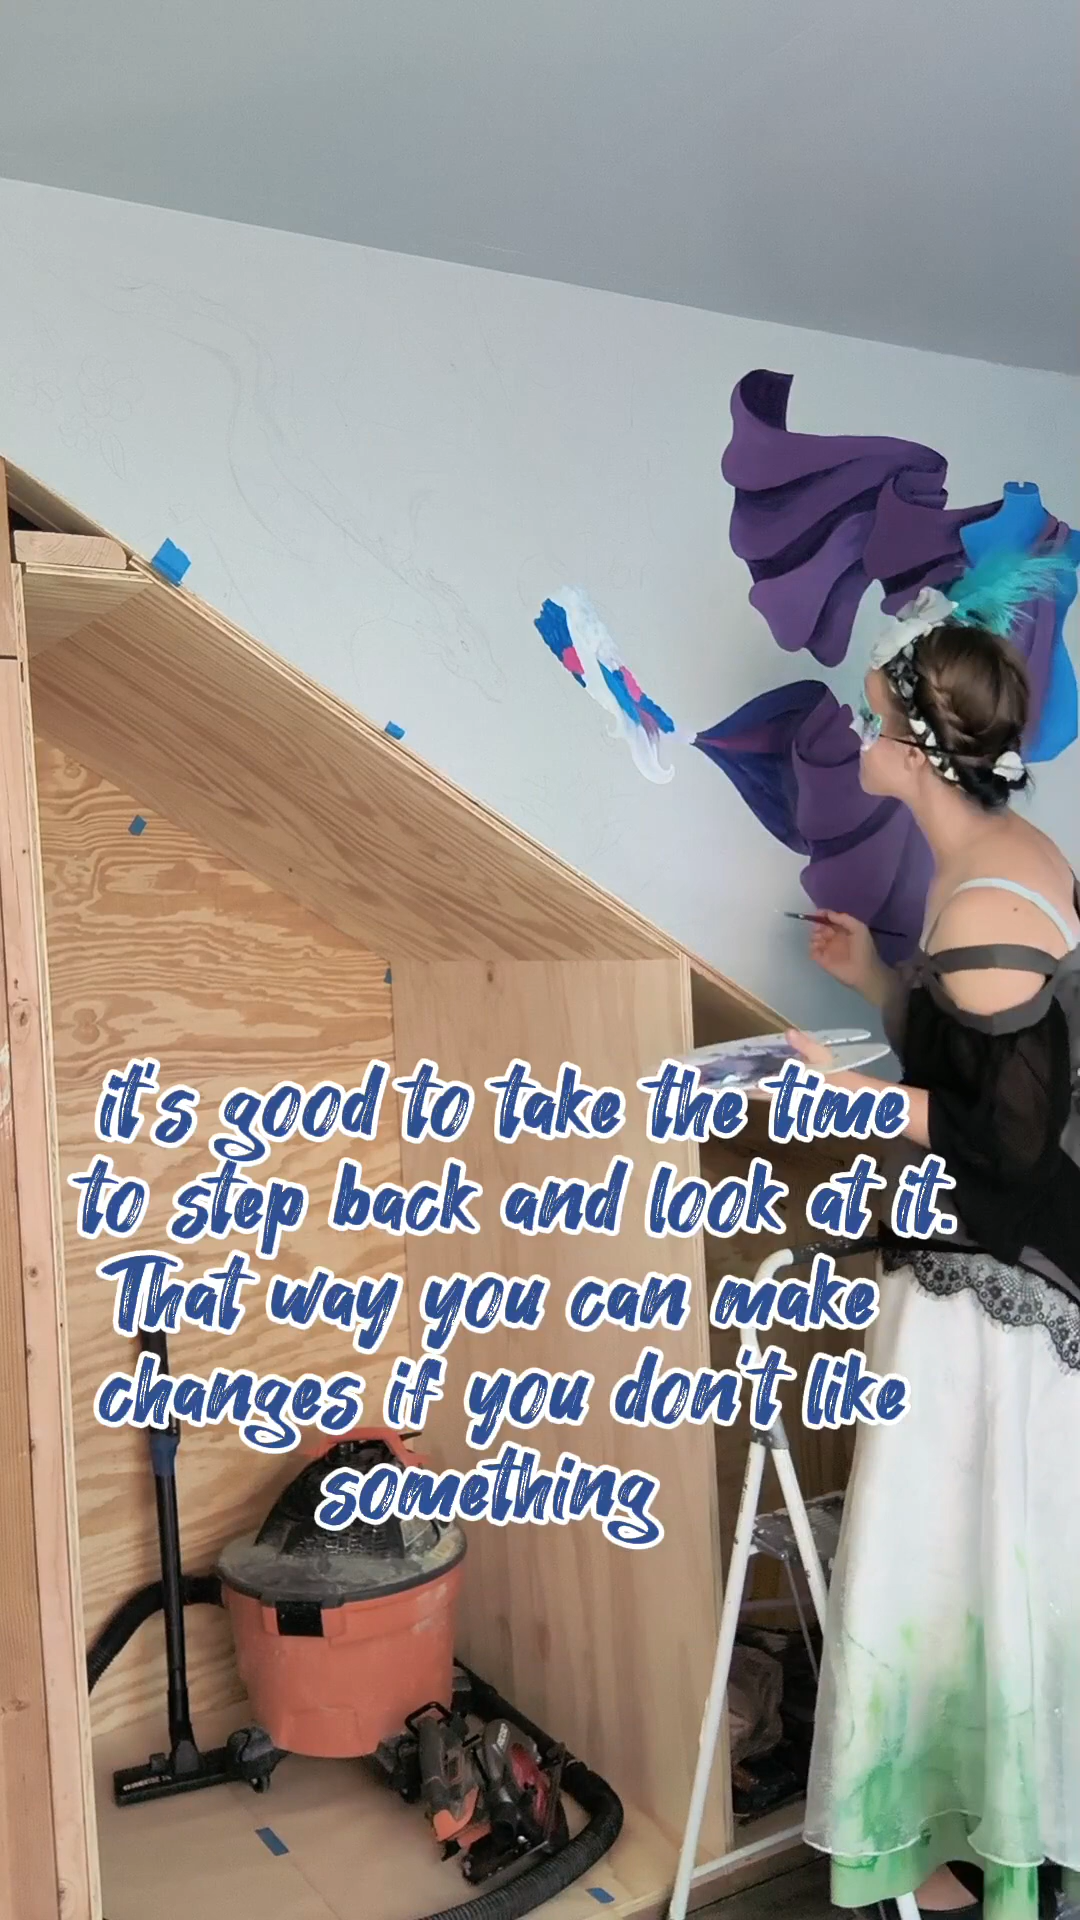 it's good to take the time
to step back and look at it.
That way you can make
changes if you don't like
something